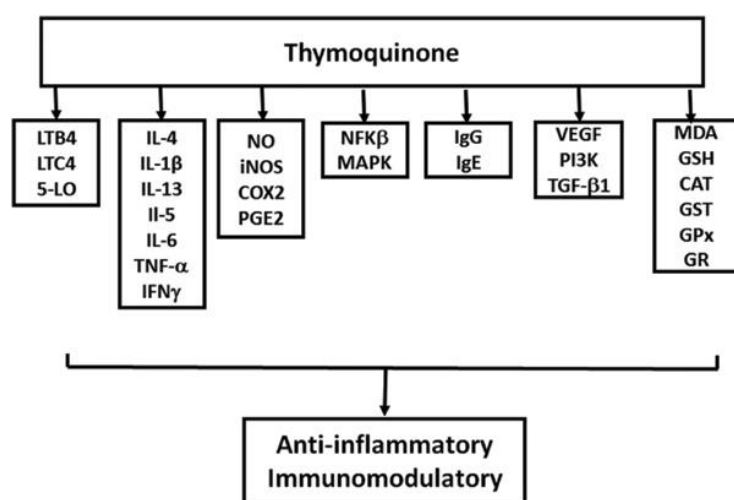 Thymoquinone
LTB4
LTC4
5-LO
IL-4
IL-1β
IL-13
Il-5
IL-6
TNF-α
IFNγ
NO
iNOS
COX2
PGE2
NFKβ
MAPK
IgG
IgE
VEGF
PI3K
TGF-β1
MDA
GSH
CAT
GST
GPx
GR
Anti-inflammatory
Immunomodulatory